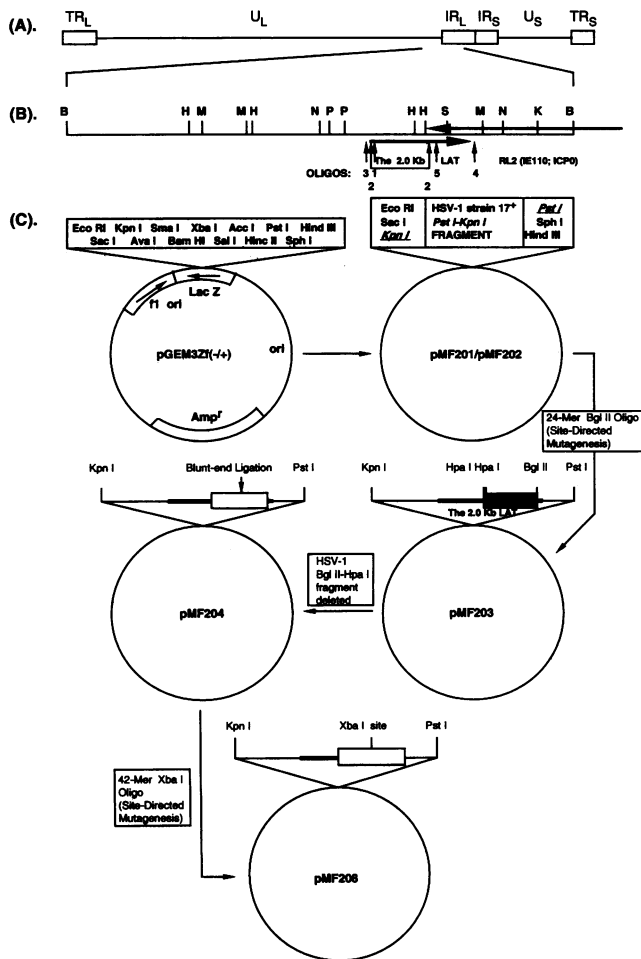 (A). TRL UL IRL IRS US TRS
(B). B H M M H N P P H H S M N K B
The 2.0 Kb LAT RL2 (IE110; ICP0)
OLIGOS: 3 1 5 4
2 2
(C)
Eco RI Kpn I Sma I Xba I Acc I Pst I Hind III
Sac I Ava I Bam HI Sal I Hinc II Sph I
Eco RI HSV-1 strain 17+ Pst I
Sac I Pst I-Kpn I Sph I
Kpn I FRAGMENT Hind III
f1 ori Lac Z
pGEM3Zf(-/+) ori
Ampr
pMF201/pMF202
24-Mer Bgl II Oligo
(Site-Directed
Mutagenesis)
Blunt-end Ligation
Kpn I Pst I
Kpn I Hpa I Hpa I Bgl II Pst I
The 2.0 Kb LAT
HSV-1
Bgl II-Hpa I
fragment
deleted
pMF204
pMF203
Xba I site
Kpn I Pst I
42-Mer Xba I
Oligo
(Site-Directed
Mutagenesis)
pMF206